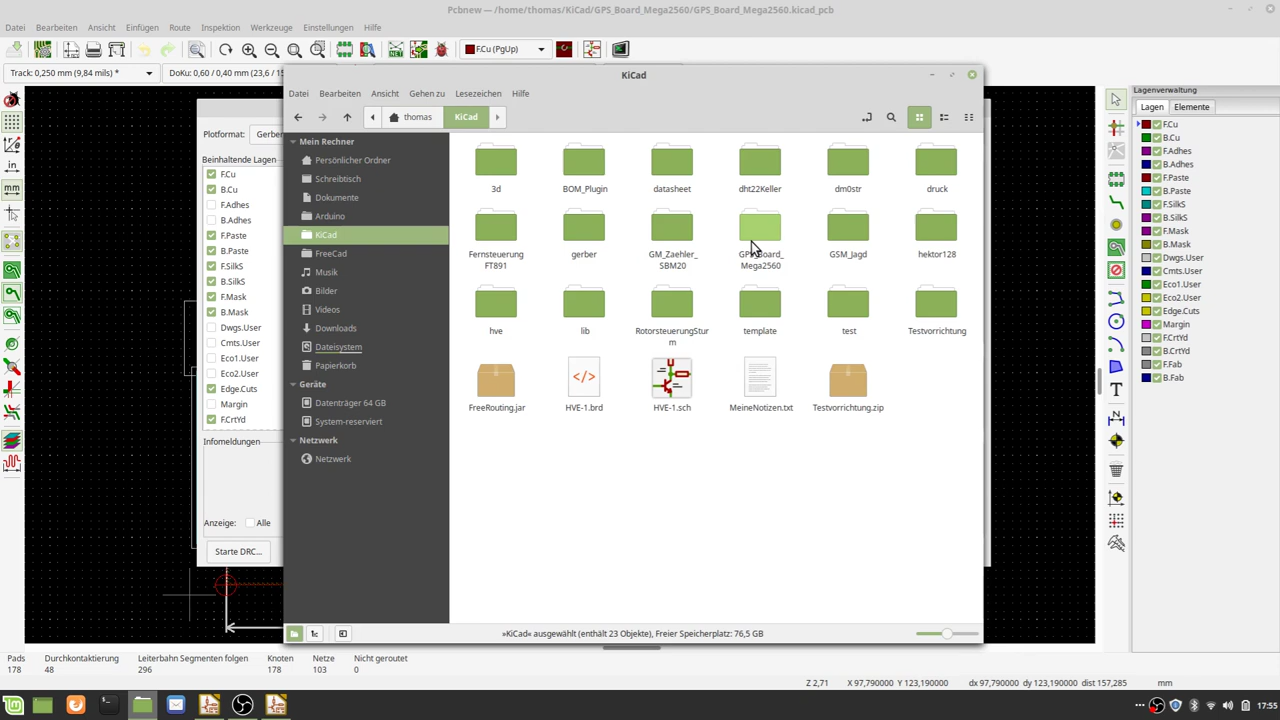 Pcbnew — /home/thomas/KiCad/GPS_Board_Mega2560/GPS_Board_Mega2560.kicad_pcb
Datei Bearbeiten Ansicht Einfügen Route Inspektion Werkzeuge Einstellungen Hilfe
F.Cu (PgUp)
Track: 0,250 mm (9,84 mils) *
DoKu: 0,60 / 0,40 mm (23,6 / 15
in
mm
Plotformat: Gerber
Beinhaltende Lagen
F.Cu
B.Cu
F.Adhes
B.Adhes
F.Paste
B.Paste
F.SilkS
B.SilkS
F.Mask
B.Mask
Dwgs.User
Cmts.User
Eco1.User
Eco2.User
Edge.Cuts
Margin
F.CrtYd
Infomeldungen
Anzeige: Alle
Starte DRC...
KiCad
Datei Bearbeiten Ansicht Gehen zu Lesezeichen Hilfe
thomas KiCad
Mein Rechner
Persönlicher Ordner
Schreibtisch
Dokumente
Arduino
KiCad
FreeCad
Musik
Bilder
Videos
Downloads
Dateisystem
Papierkorb
Geräte
Datenträger 64 GB
System-reserviert
Netzwerk
Netzwerk
3d BOM_Plugin datasheet dht22Keller dm0str druck
Fernsteuerung gerber GM_Zaehler_ GPS_Board_ GSM_Jagd hektor128
FT891 SBM20 Mega2560
hve lib RotorsteuerungStur template test Testvorrichtung
m
</>
FreeRouting.jar HVE-1.brd HVE-1.sch MeineNotizen.txt Testvorrichtung.zip
»KiCad« ausgewählt (enthält 23 Objekte), Freier Speicherplatz: 76,5 GB
Lagenverwaltung
Lagen Elemente
F.Cu
B.Cu
F.Adhes
B.Adhes
F.Paste
B.Paste
F.SilkS
B.SilkS
F.Mask
B.Mask
Dwgs.User
Cmts.User
Eco1.User
Eco2.User
Edge.Cuts
Margin
F.CrtYd
B.CrtYd
F.Fab
B.Fab
T
N
Pads Durchkontaktierung Leiterbahn Segmenten folgen Knoten Netze Nicht geroutet
178 48 296 178 103 0
Z 2,71 X 97,790000 Y 123,190000 dx 97,790000 dy 123,190000 dist 157,285 mm
17:55